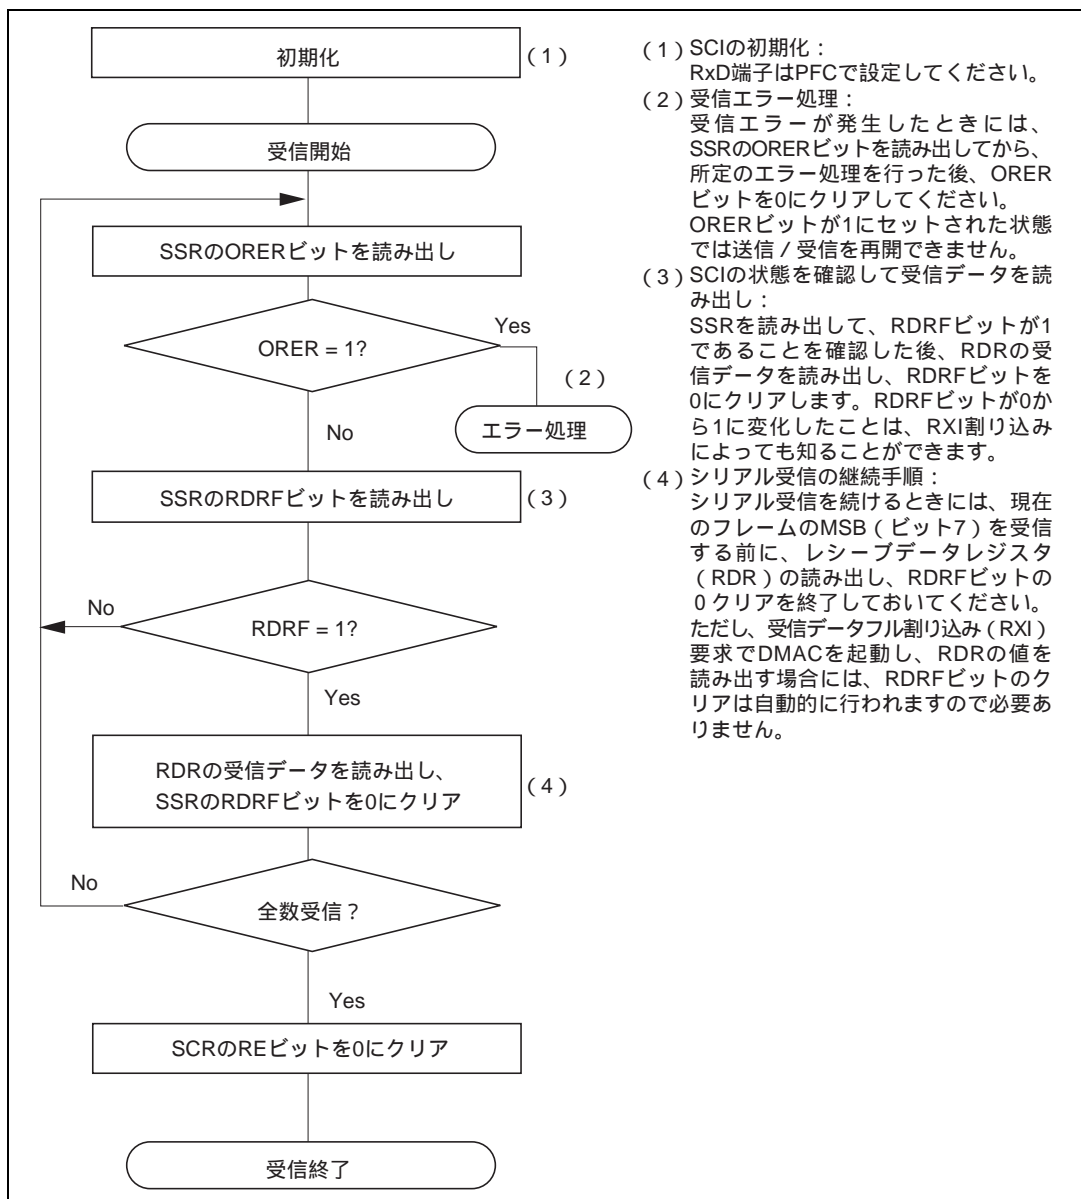 初期化
(1)
受信開始
SSRのORERビットを読み出し
ORER = 1?
Yes
(2)
エラー処理
No
SSRのRDRFビットを読み出し
(3)
No
RDRF = 1?
Yes
RDRの受信データを読み出し、
SSRのRDRFビットを0にクリア
(4)
No
全数受信？
Yes
SCRのREビットを0にクリア
受信終了
(1) SCIの初期化：
RxD端子はPFCで設定してください。
(2) 受信エラー処理：
受信エラーが発生したときには、
SSRのORERビットを読み出してから、
所定のエラー処理を行った後、ORER
ビットを0にクリアしてください。
ORERビットが1にセットされた状態
では送信／受信を再開できません。
(3) SCIの状態を確認して受信データを読
み出し：
SSRを読み出して、RDRFビットが1
であることを確認した後、RDRの受
信データを読み出し、RDRFビットを
0にクリアします。RDRFビットが0か
ら1に変化したことは、RXI割り込み
によっても知ることができます。
(4) シリアル受信の継続手順：
シリアル受信を続けるときには、現在
のフレームのMSB（ビット7）を受信
する前に、レシーブデータレジスタ
（RDR）の読み出し、RDRFビットの
0クリアを終了しておいてください。
ただし、受信データフル割り込み（RXI）
要求でDMACを起動し、RDRの値を
読み出す場合には、RDRFビットのク
リアは自動的に行われますので必要あ
りません。